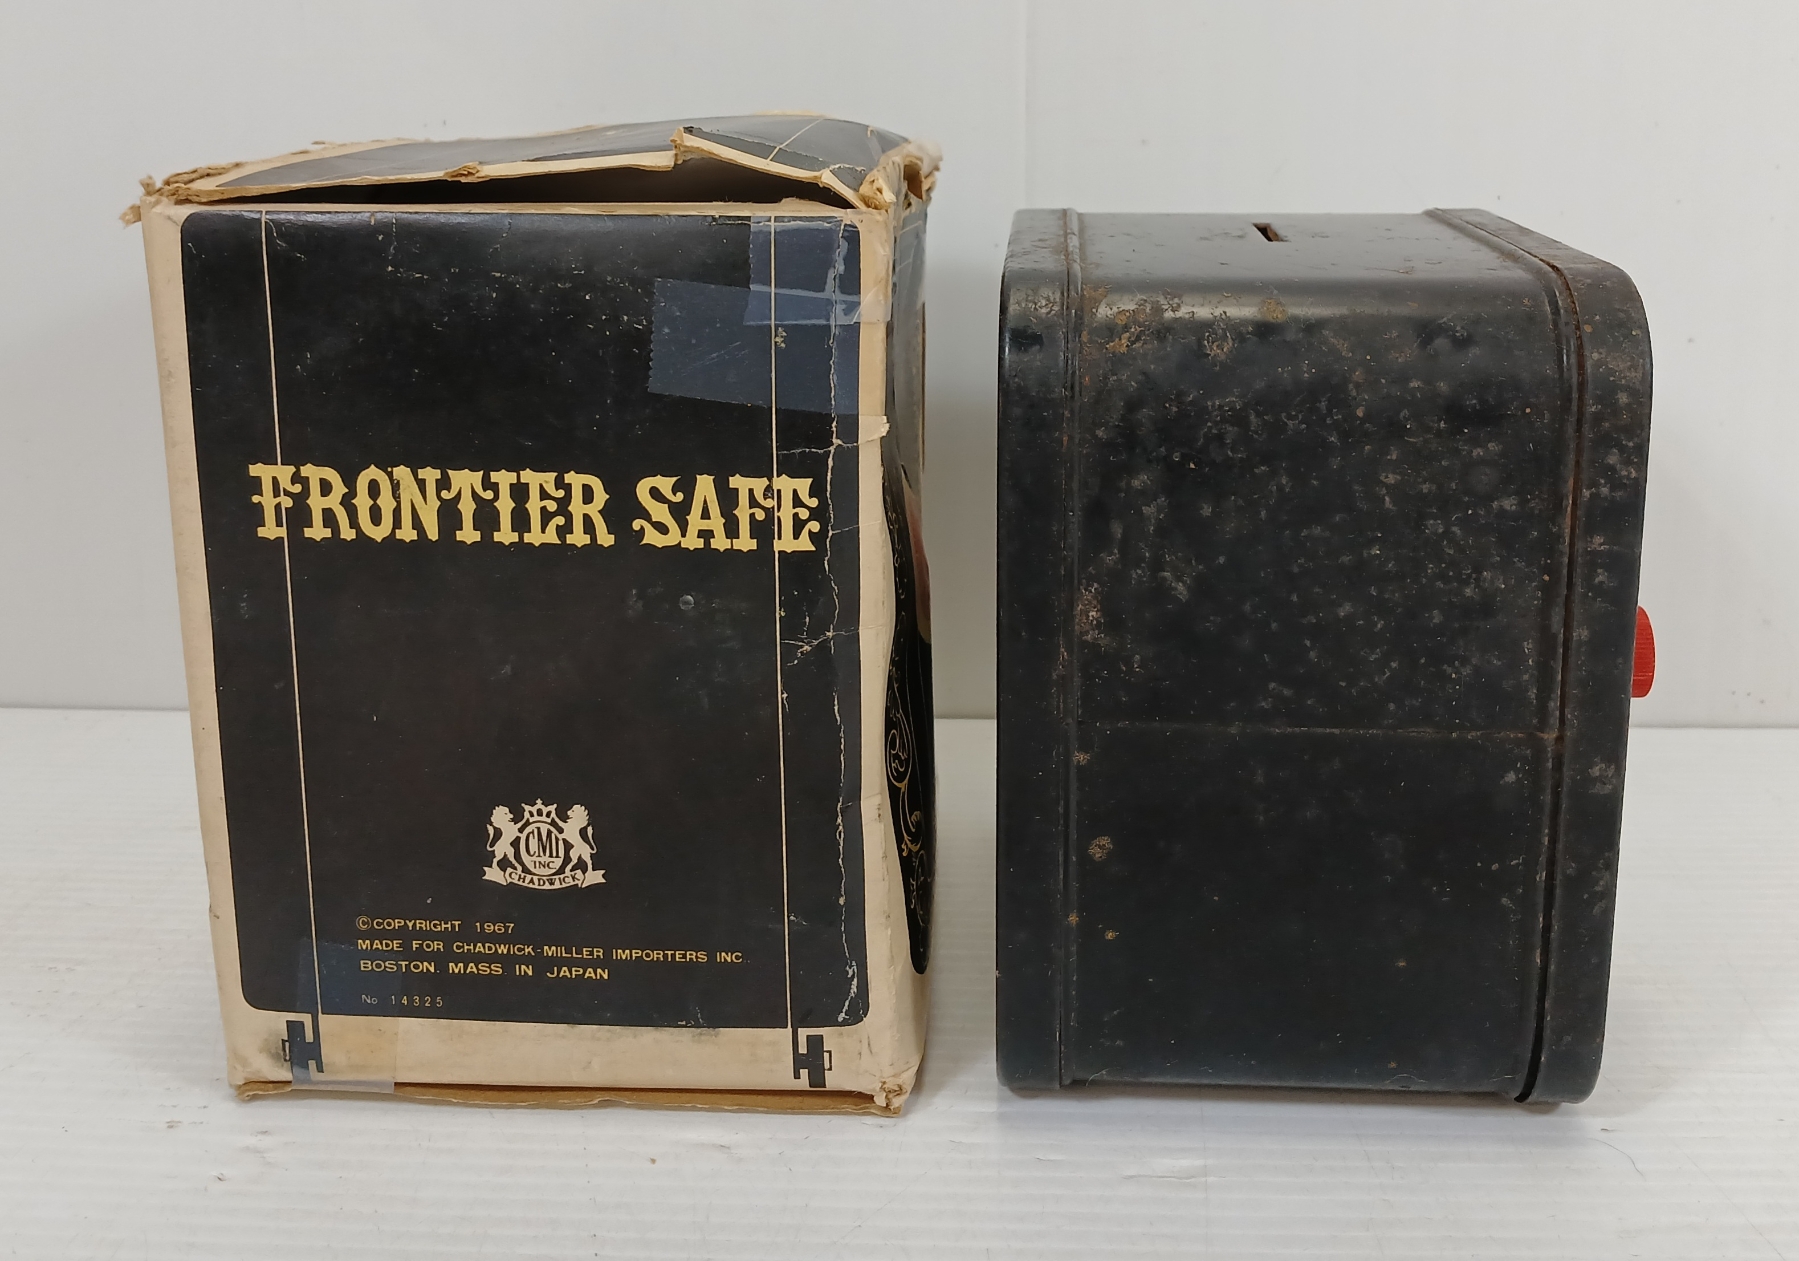 FRONTIER SAFE
CMI
INC.
CHADWICK
©COPYRIGHT 1967
MADE FOR CHADWICK-MILLER IMPORTERS INC.
BOSTON. MASS. IN JAPAN
No 14325